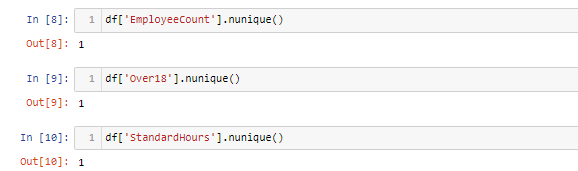 In [8]: 1 df['EmployeeCount'].nunique()
Out[8]: 1
In [9]: 1 df['Over18'].nunique()
Out[9]: 1
In [10]: 1 df['StandardHours'].nunique()
Out[10]: 1